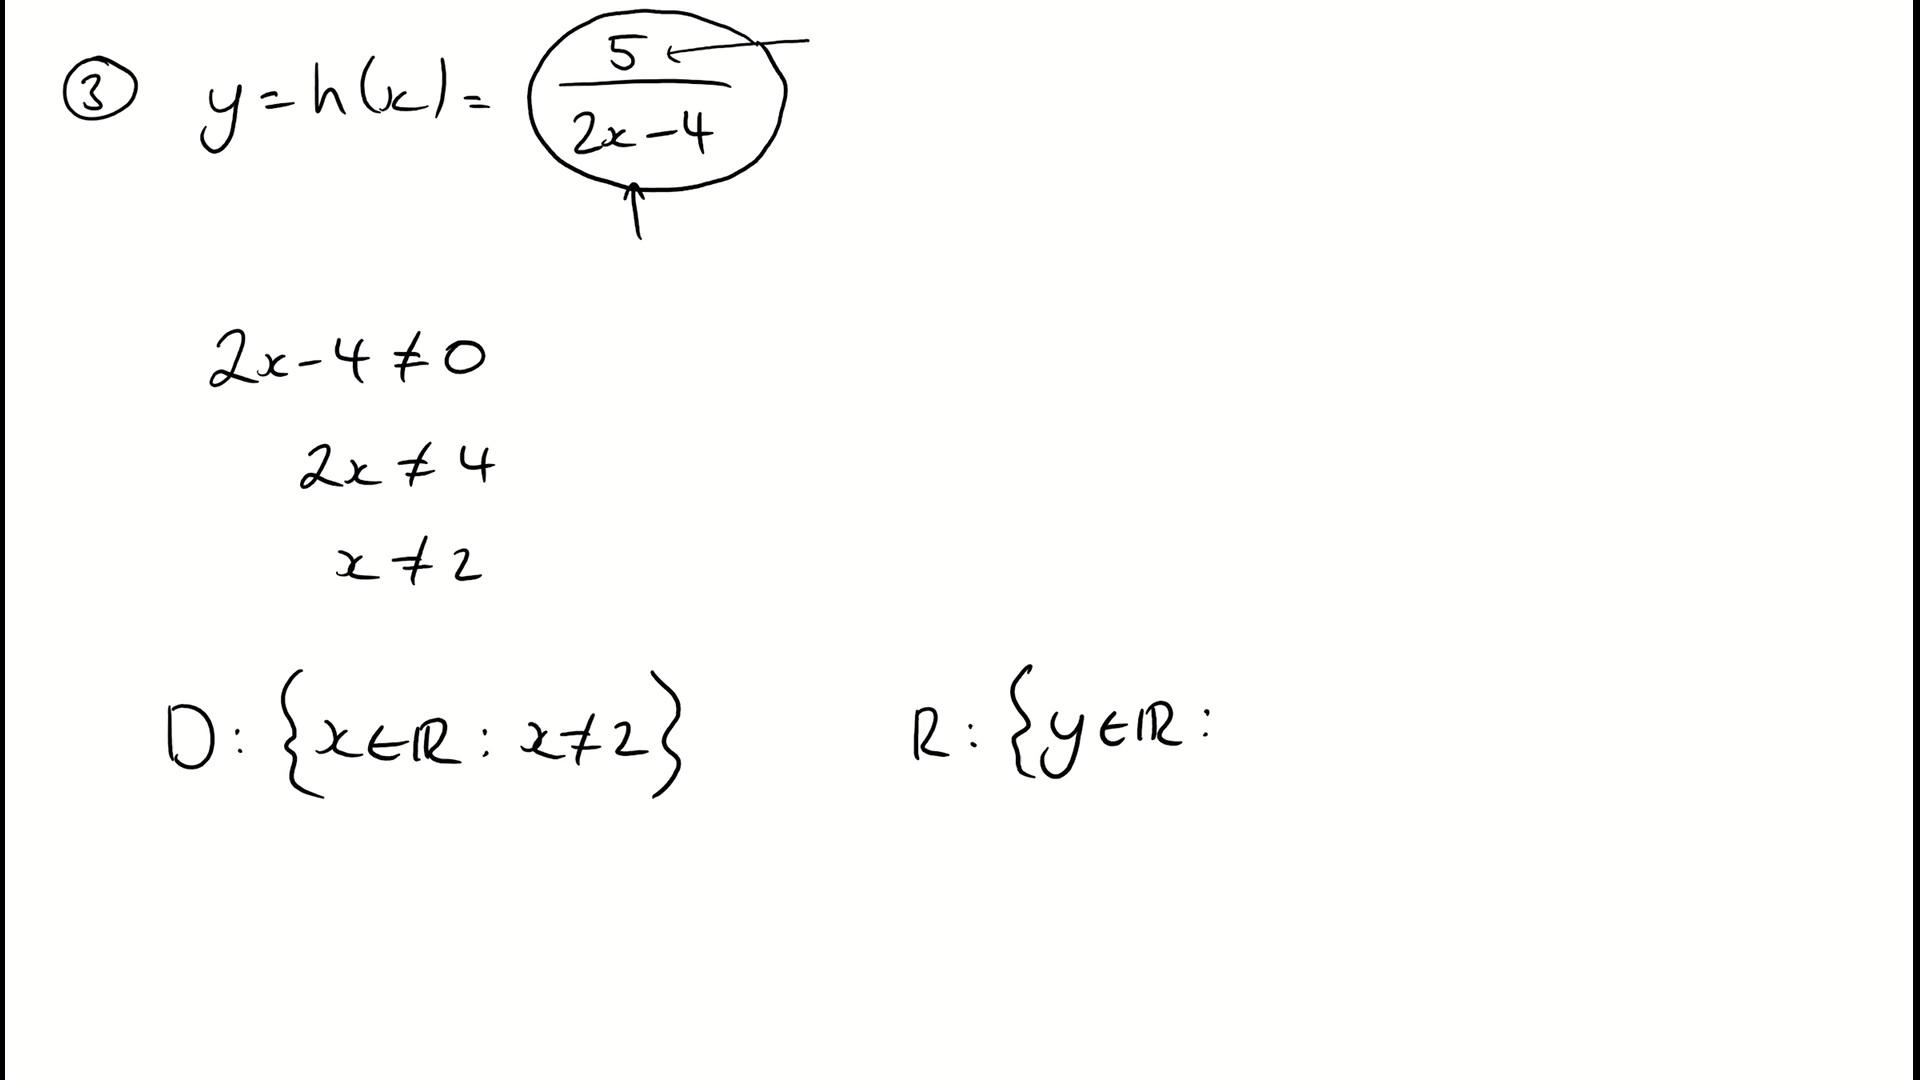 ③ y = h(x) = 5/(2x-4)
2x-4 ≠ 0
2x ≠ 4
x ≠ 2
D: {x∈ℝ : x≠2} R: {y∈ℝ :